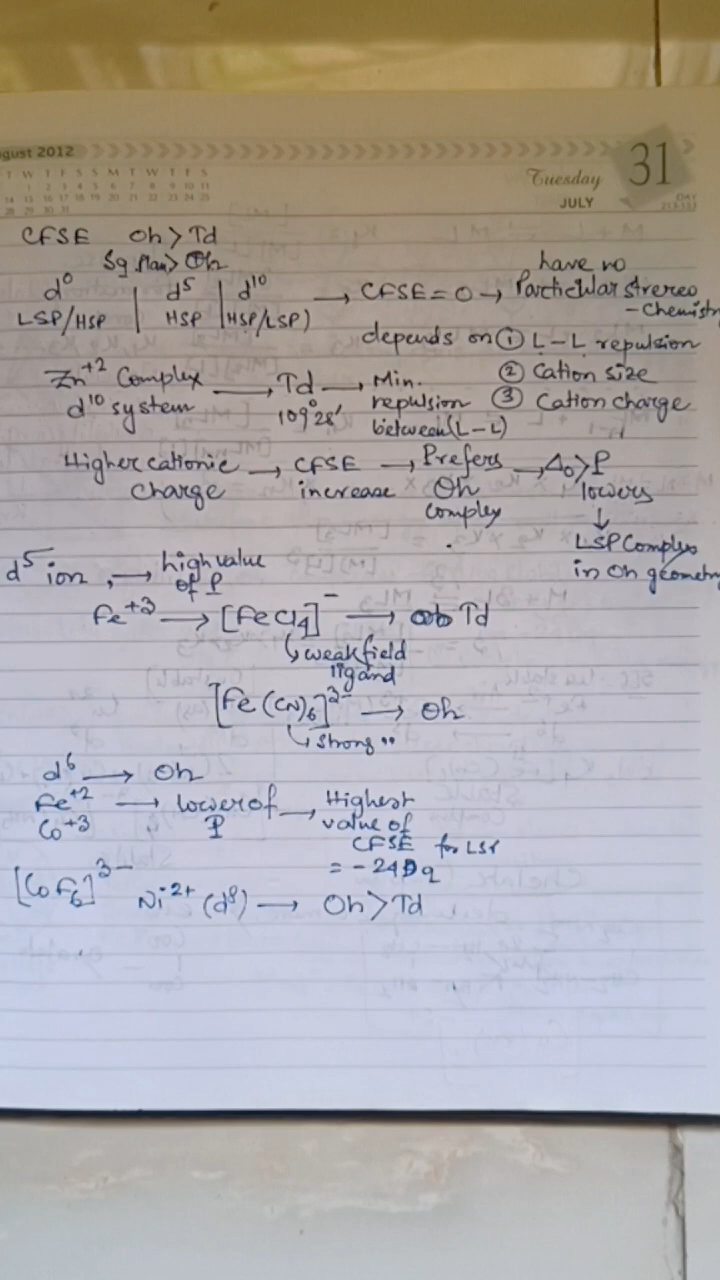 August 2012
T W T F S S M T W T F S S M T W T F S
Tuesday 31
JULY
CFSE Oh > Td
Sq. Plan > Oh
d⁰ | d⁵ | d¹⁰ → CFSE = 0 → have no Particular strereo-chemistry
LSP/HSP | HSP | (HSP/LSP)
depends on ① L-L repulsion
② Cation size
③ Cation charge
Zn⁺² Complex → Td → Min. repulsion between (L-L)
d¹⁰ system 109°28'
Higher cationic charge → CFSE increase → Prefers Oh complex → Δ₀ > P lowers
↓
LSP Complex in Oh geometry
d⁵ ion, → high value of P
Fe⁺³ → [FeCl₄]⁻ → Td
↳ weak field ligand
[Fe(CN)₆]³⁻ → Oh
↳ strong "
d⁶ → Oh
Fe⁺² → lower of P → Highest value of CFSE for LSP
Co⁺³
= -24Dq
[CoF₆]³⁻ Ni²⁺ (d⁸) → Oh > Td